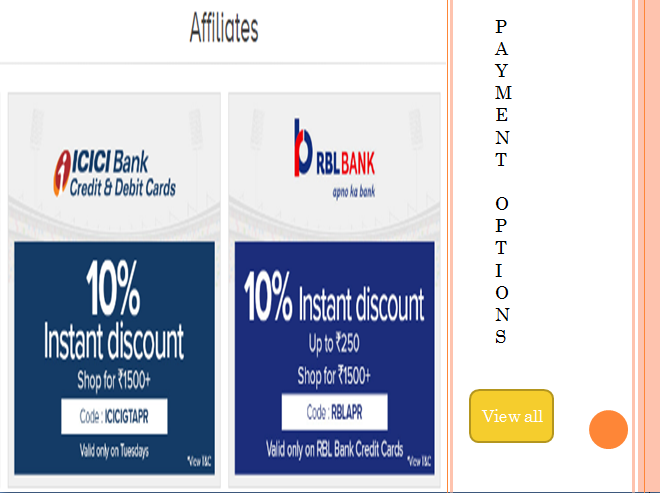 Affiliates
ICICI Bank
Credit & Debit Cards
10%
Instant discount
Shop for ₹1500+
Code : ICICIGTAPR
Valid only on Tuesdays
*View T&C
RBL BANK
apno ka bank
10% Instant discount
Up to ₹250
Shop for ₹1500+
Code : RBLAPR
Valid only on RBL Bank Credit Cards
*View T&C
P
A
Y
M
E
N
T
O
P
T
I
O
N
S
View all